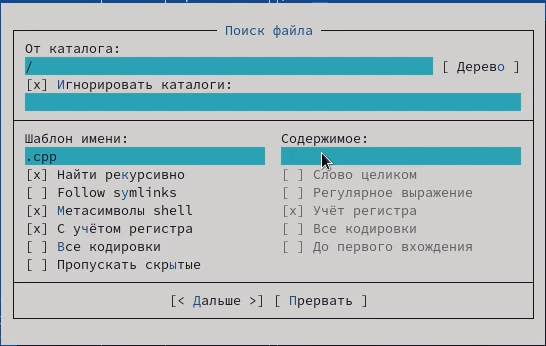 Поиск файла
От каталога:
/ [ Дерево ]
[x] Игнорировать каталоги:
Шаблон имени: Содержимое:
.cpp
[x] Найти рекурсивно [ ] Слово целиком
[ ] Follow symlinks [ ] Регулярное выражение
[x] Метасимволы shell [x] Учёт регистра
[x] С учётом регистра [ ] Все кодировки
[ ] Все кодировки [ ] До первого вхождения
[ ] Пропускать скрытые
[< Дальше >] [ Прервать ]